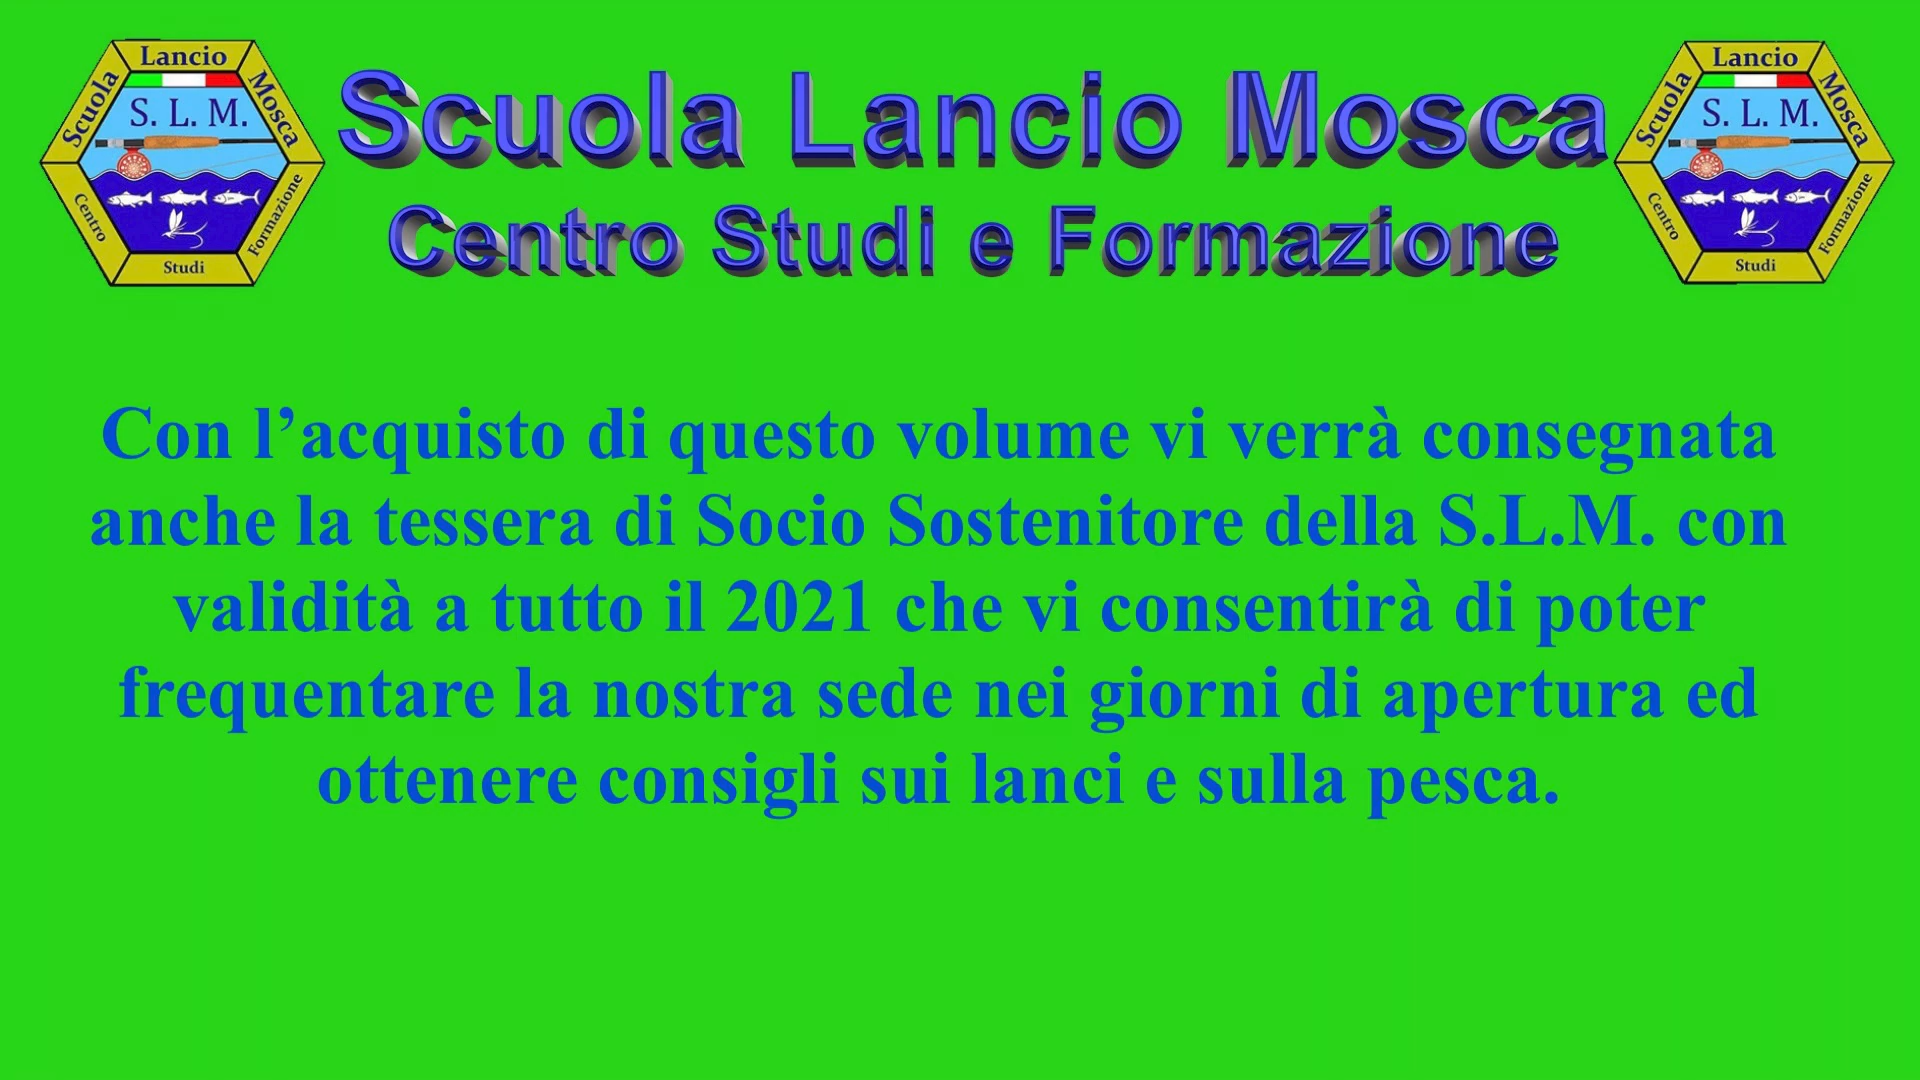 Scuola Lancio Mosca
Centro Studi e Formazione
Lancio
Scuola
Mosca
S. L. M.
Centro
Formazione
Studi
Lancio
Scuola
Mosca
S. L. M.
Centro
Formazione
Studi
Con l’acquisto di questo volume vi verrà consegnata
anche la tessera di Socio Sostenitore della S.L.M. con
validità a tutto il 2021 che vi consentirà di poter
frequentare la nostra sede nei giorni di apertura ed
ottenere consigli sui lanci e sulla pesca.